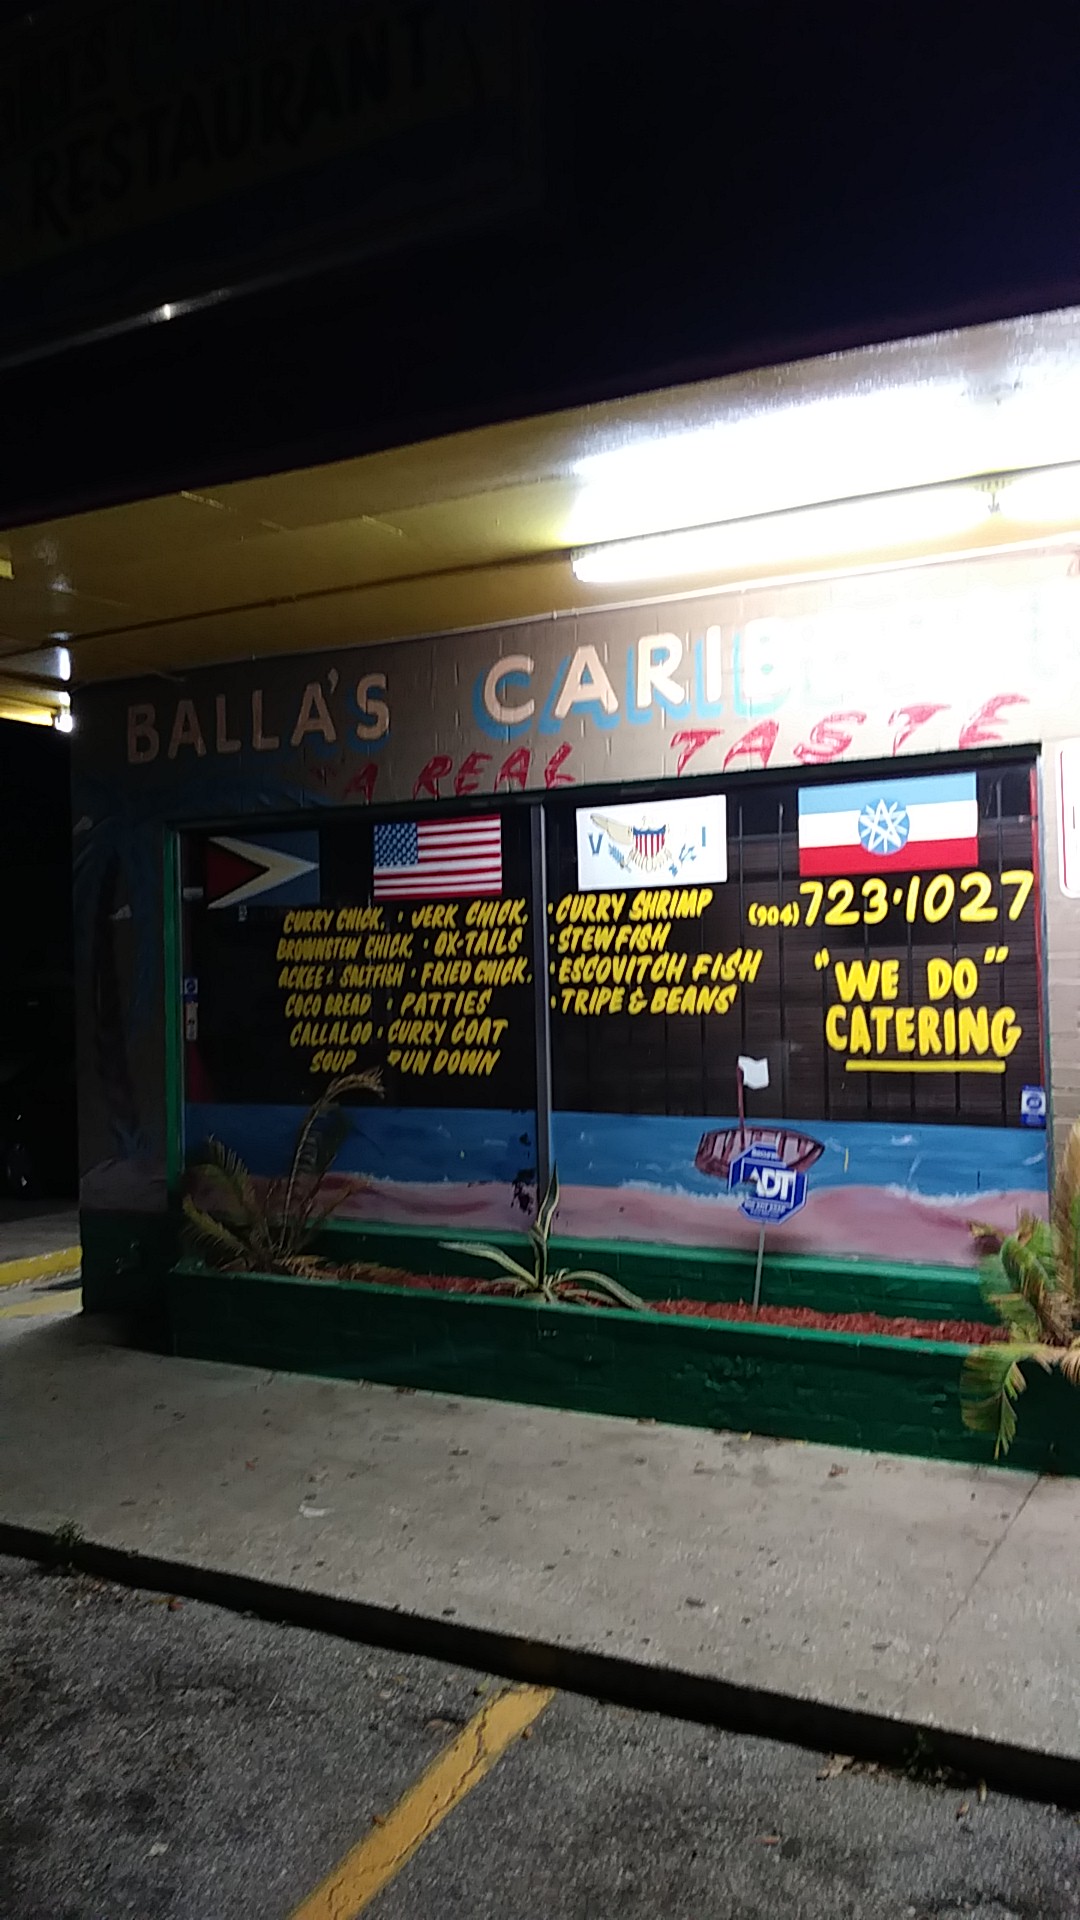 RESTAURANT
BALLA'S CARIB
A REAL TASTE
V I
CURRY CHICK. · JERK CHICK.
BROWNSTEW CHICK. · OX-TAILS
ACKEE & SALTFISH · FRIED CHICK.
COCO BREAD · PATTIES
CALLALOO · CURRY GOAT
SOUP RUN DOWN
· CURRY SHRIMP
· STEW FISH
· ESCOVITCH FISH
· TRIPE & BEANS
(904) 723·1027
"WE DO"
CATERING
ADT